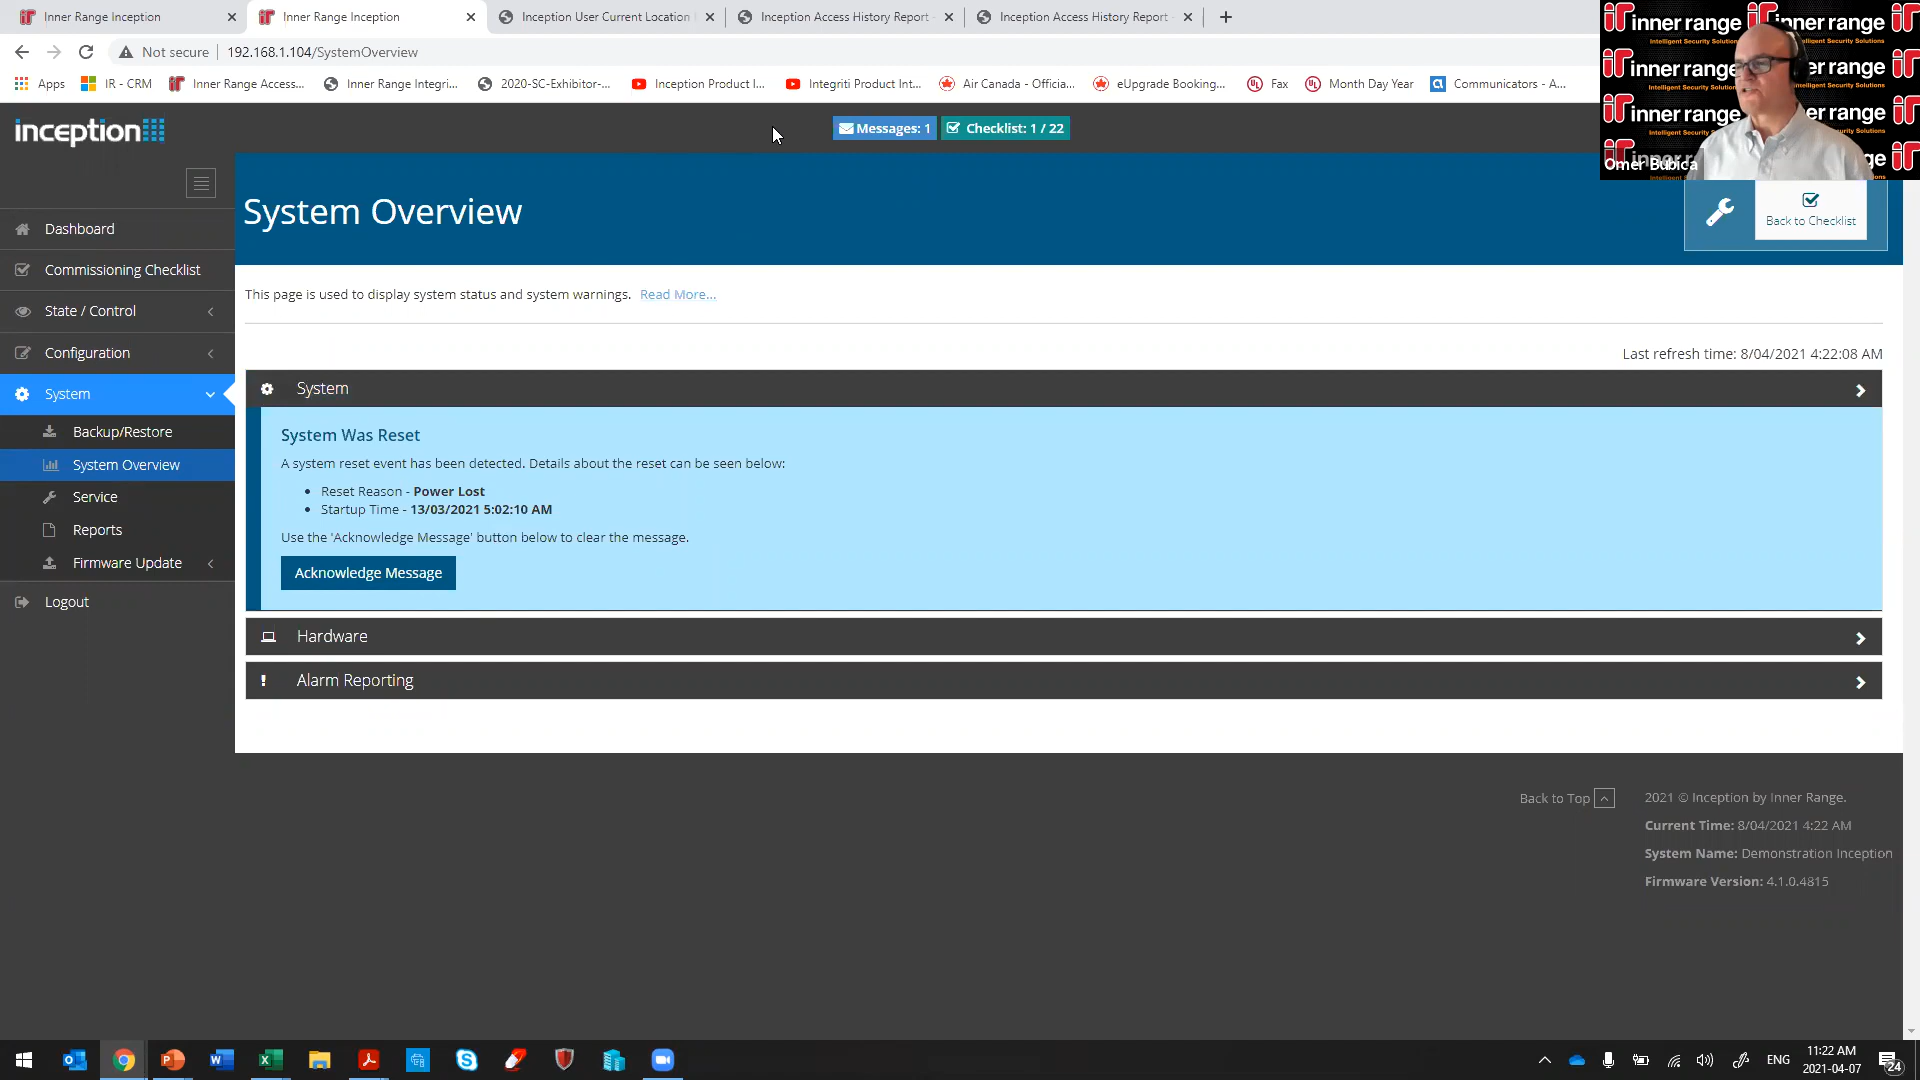 Inner Range Inception
Inner Range Inception
Inception User Current Location
Inception Access History Report
Inception Access History Report
Not secure
192.168.1.104/SystemOverview
Apps
IR - CRM
Inner Range Access...
Inner Range Integri...
2020-SC-Exhibitor-...
Inception Product I...
Integriti Product Int...
Air Canada - Officia...
eUpgrade Booking...
Fax
Month Day Year
Communicators - A...
inner range
Intelligent Security Solutions
Omer Bubica
inception
Messages: 1
Checklist: 1 / 22
System Overview
Back to Checklist
Dashboard
Commissioning Checklist
State / Control
Configuration
System
Backup/Restore
System Overview
Service
Reports
Firmware Update
Logout
This page is used to display system status and system warnings. Read More...
Last refresh time: 8/04/2021 4:22:08 AM
System
System Was Reset
A system reset event has been detected. Details about the reset can be seen below:
Reset Reason - Power Lost
Startup Time - 13/03/2021 5:02:10 AM
Use the 'Acknowledge Message' button below to clear the message.
Acknowledge Message
Hardware
Alarm Reporting
Back to Top
2021 © Inception by Inner Range.
Current Time: 8/04/2021 4:22 AM
System Name: Demonstration Inception
Firmware Version: 4.1.0.4815
ENG
11:22 AM
2021-04-07
24